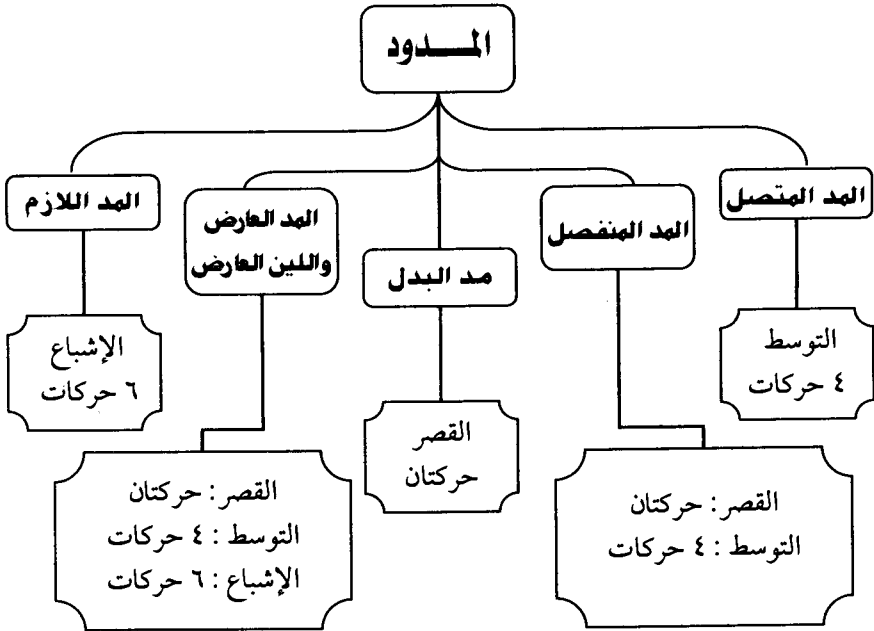 المـــدود
المد المتصل
المد المنفصل
مد البدل
المد العارض
واللين العارض
المد اللازم
التوسط
٤ حركات
القصر : حركتان
التوسط : ٤ حركات
القصر
حركتان
القصر : حركتان
التوسط : ٤ حركات
الإشباع : ٦ حركات
الإشباع
٦ حركات